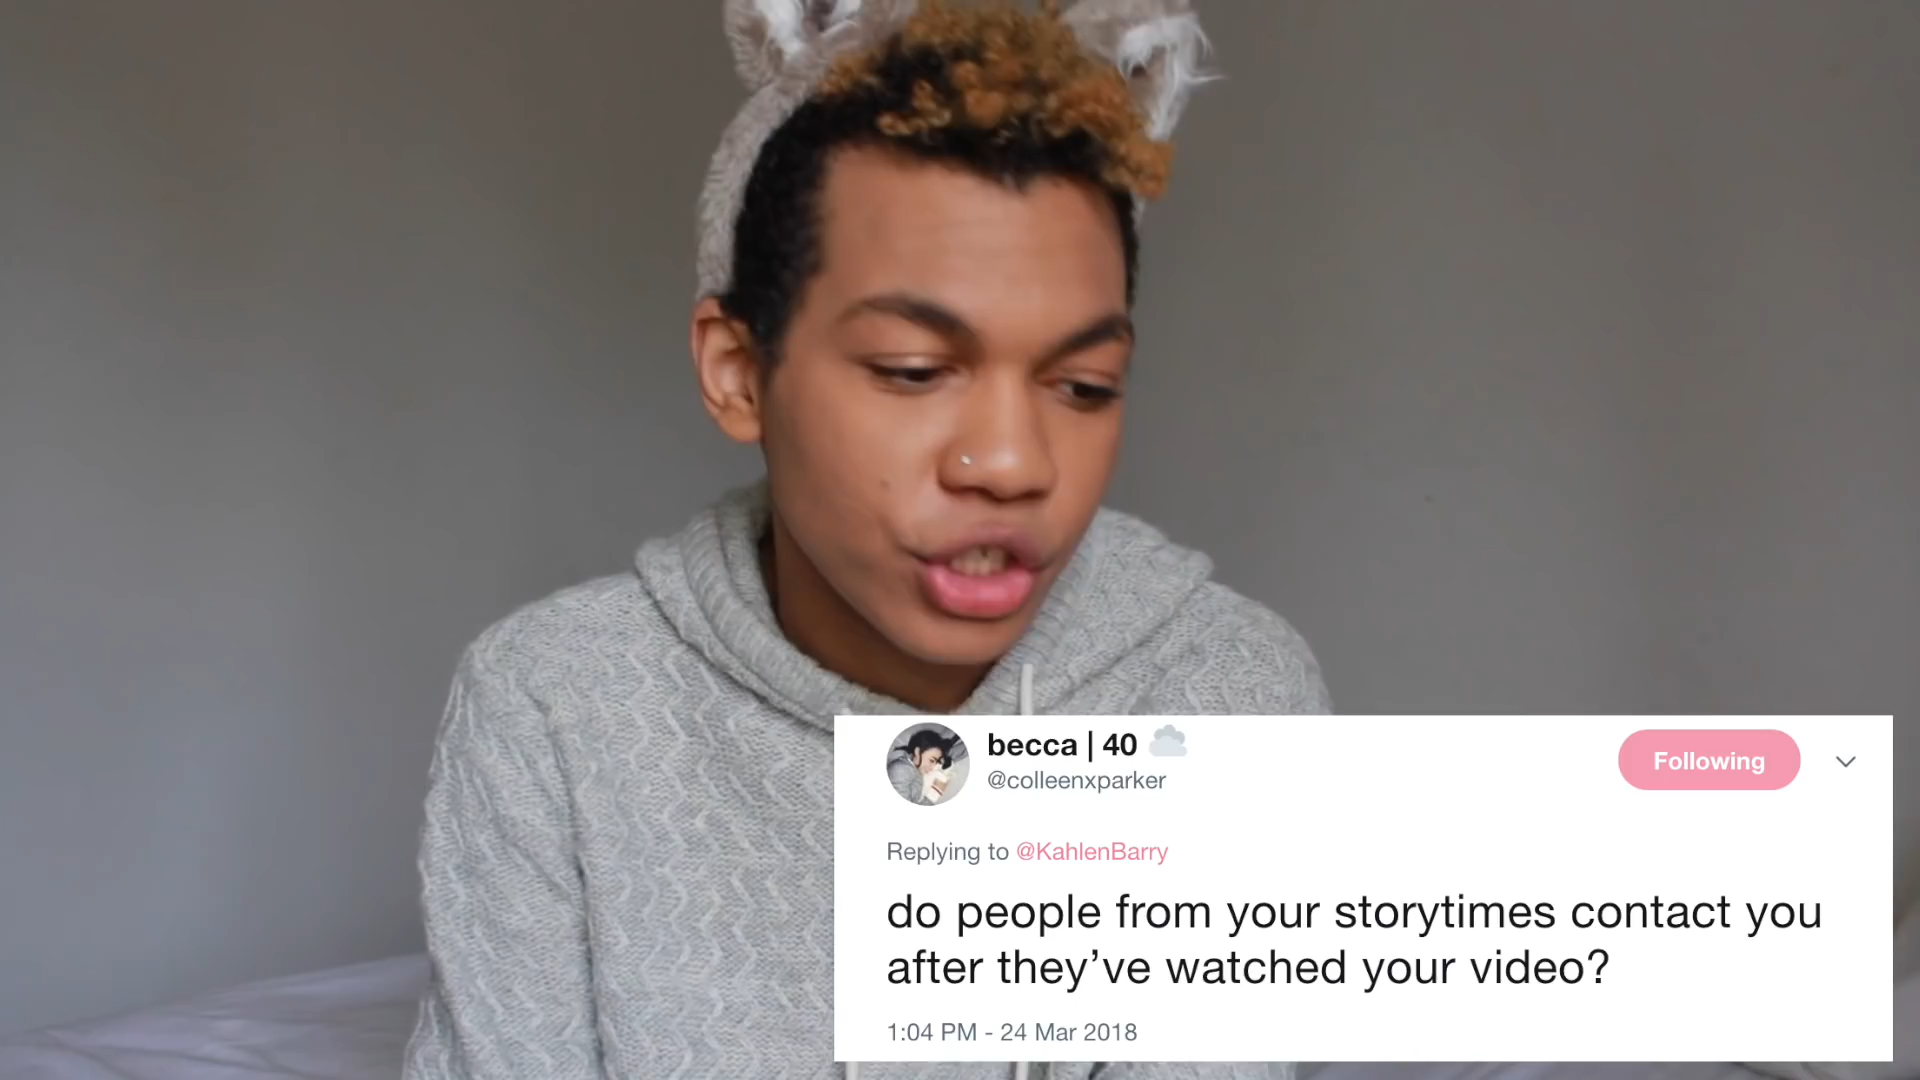 becca | 40 ☁️
@colleenxparker
Following
Replying to @KahlenBarry
do people from your storytimes contact you
after they’ve watched your video?
1:04 PM - 24 Mar 2018